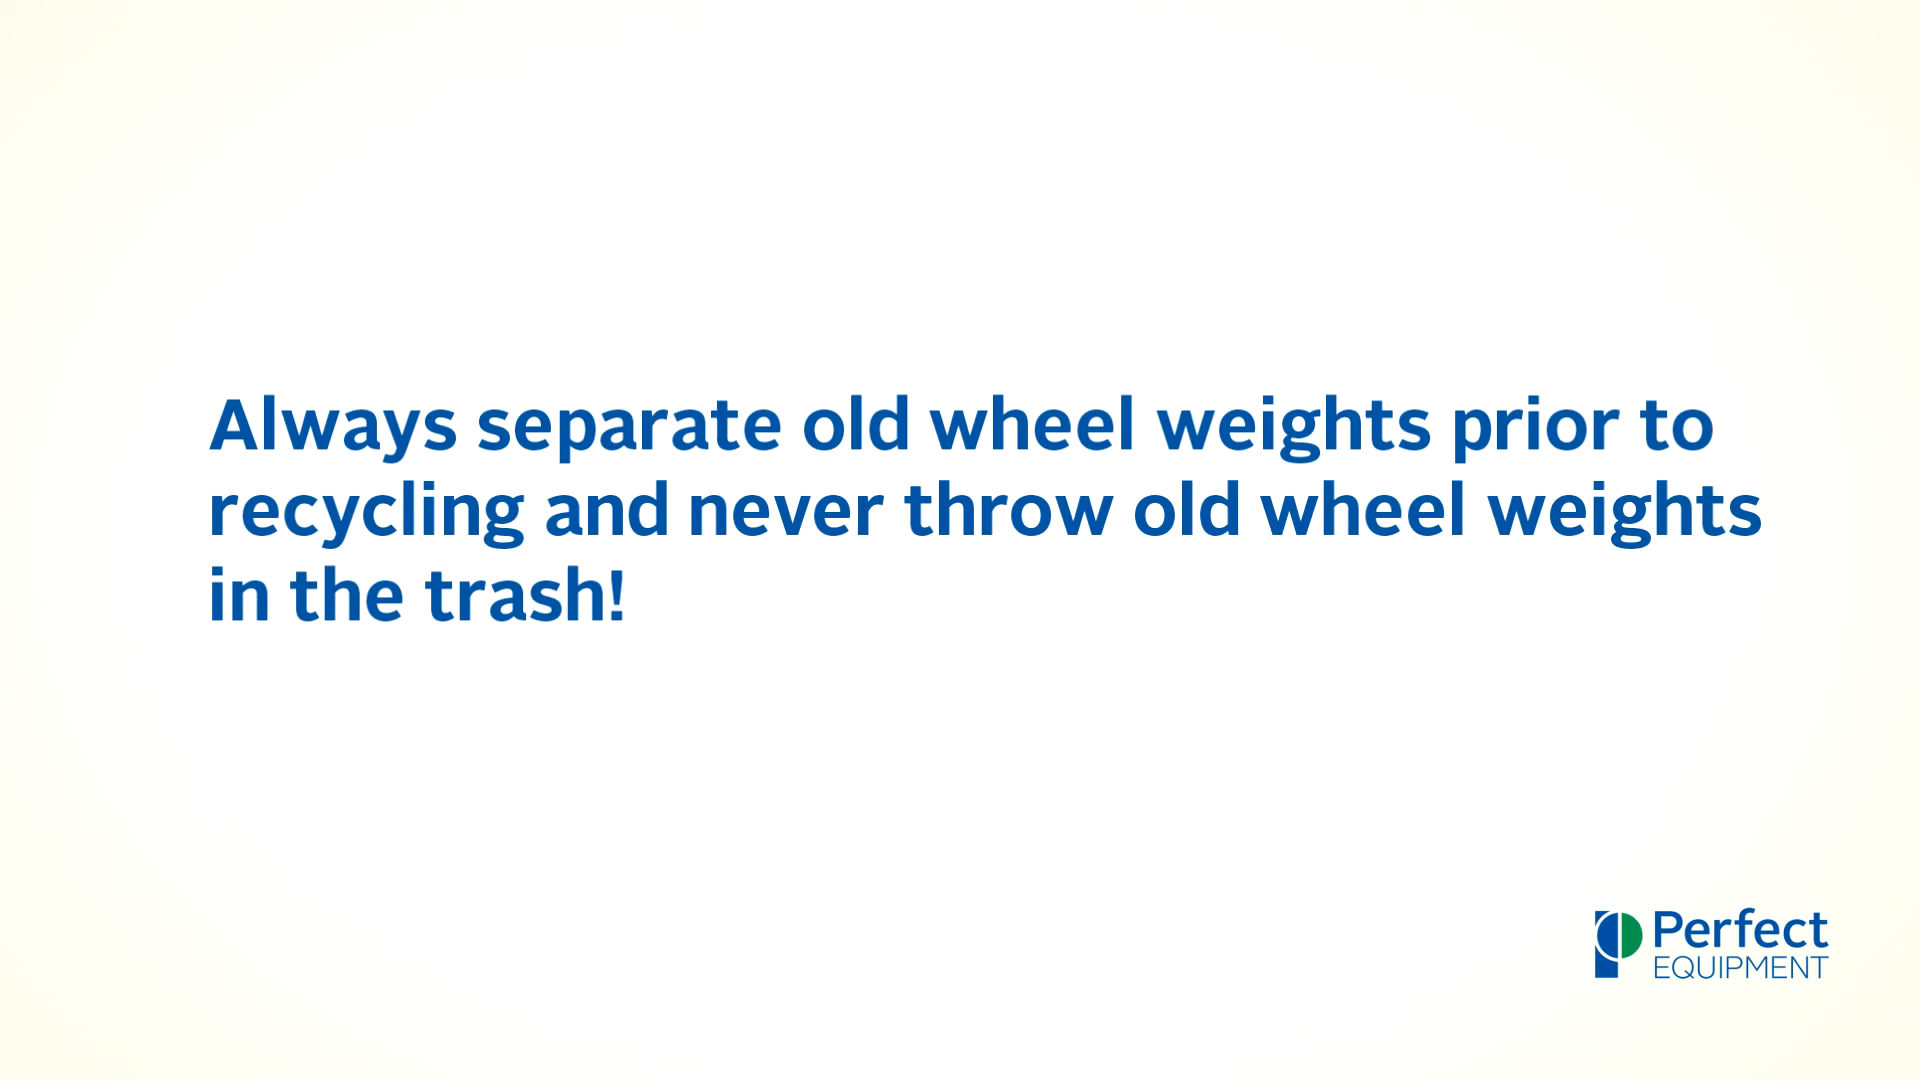 Always separate old wheel weights prior to
recycling and never throw old wheel weights
in the trash!
Perfect
EQUIPMENT